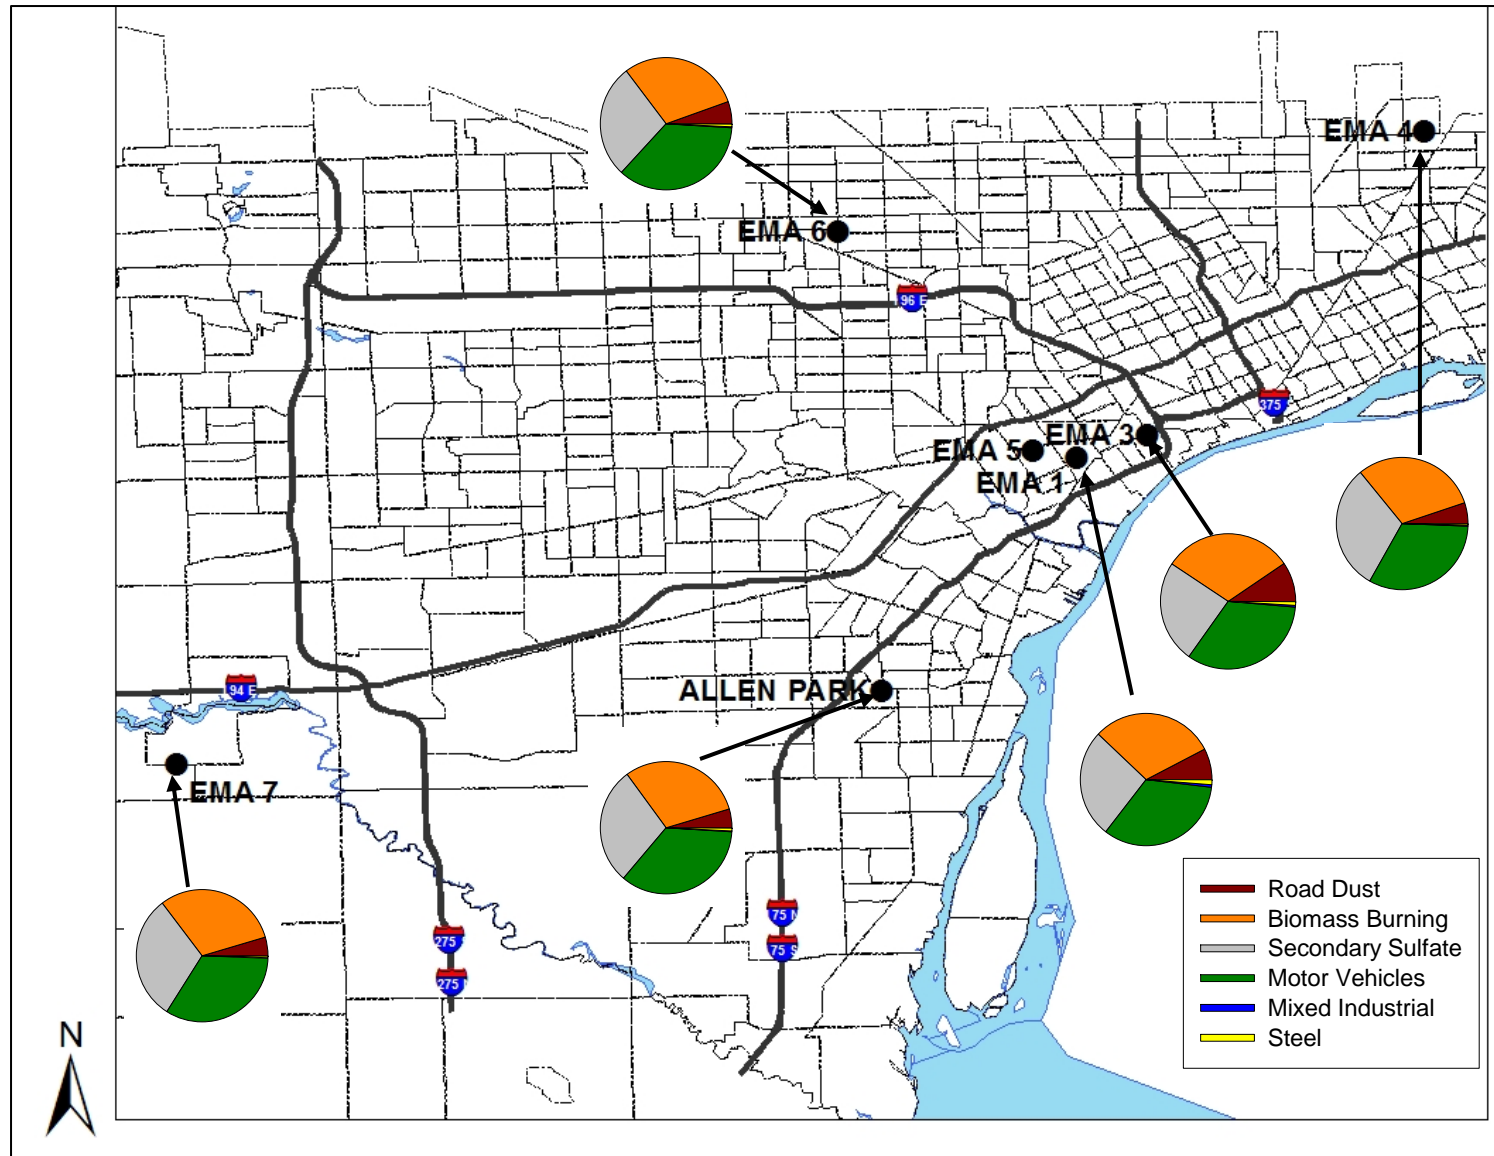 EMA 4
EMA 6
96 E
375
EMA 5
EMA 3
EMA 1
ALLEN PARK
94 E
EMA 7
75 N
75 S
275
275
Road Dust
Biomass Burning
Secondary Sulfate
Motor Vehicles
Mixed Industrial
Steel
N